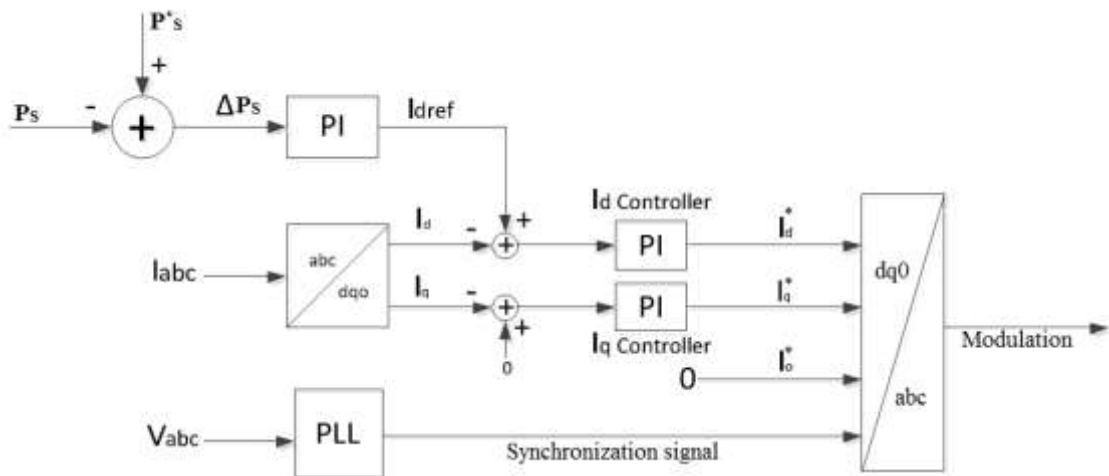 P*s
+
Ps - + ΔPs PI Idref
Id Controller
Id - + + PI I*d
Iabc abc dqo
Iq - + + PI I*q
0
Iq Controller
0 I*o
dq0 abc
Modulation
Vabc PLL Synchronization signal